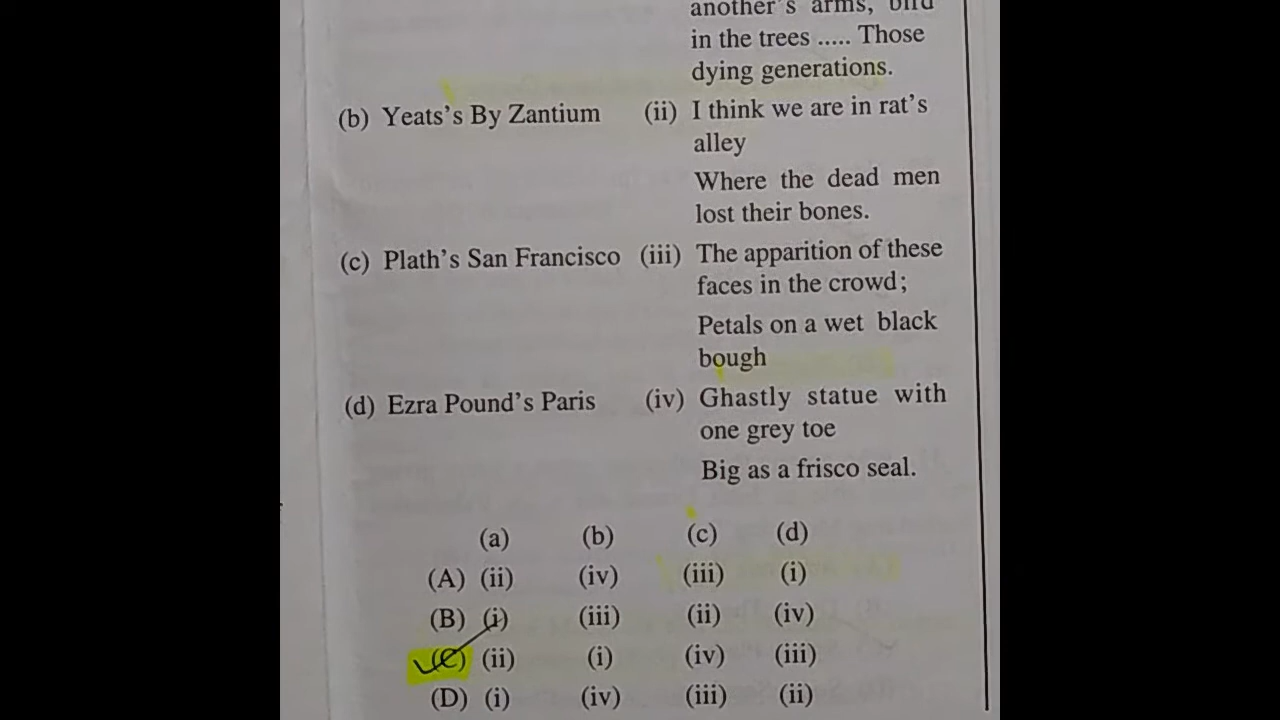 another's arms, bird
in the trees ..... Those
dying generations.
(b) Yeats's By Zantium (ii) I think we are in rat's
alley
Where the dead men
lost their bones.
(c) Plath's San Francisco (iii) The apparition of these
faces in the crowd;
Petals on a wet black
bough
(d) Ezra Pound's Paris (iv) Ghastly statue with
one grey toe
Big as a frisco seal.
(a) (b) (c) (d)
(A) (ii) (iv) (iii) (i)
(B) (i) (iii) (ii) (iv)
(C) (ii) (i) (iv) (iii)
(D) (i) (iv) (iii) (ii)